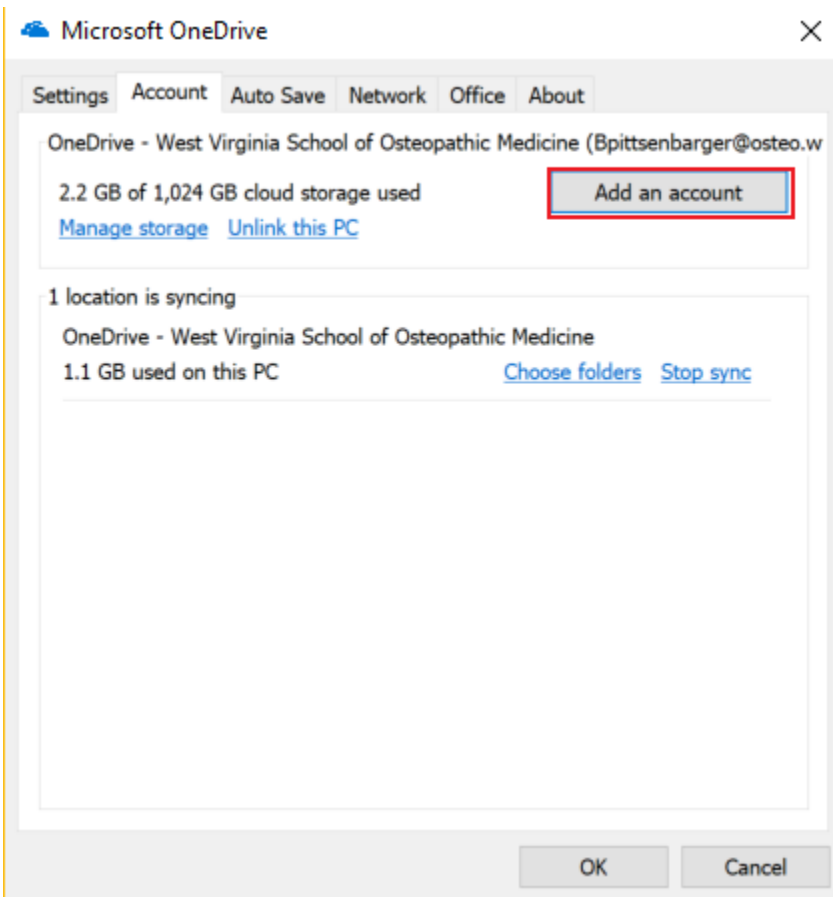 Microsoft OneDrive
Settings Account Auto Save Network Office About
OneDrive - West Virginia School of Osteopathic Medicine (Bpittsenbarger@osteo.w
2.2 GB of 1,024 GB cloud storage used Add an account
Manage storage Unlink this PC
1 location is syncing
OneDrive - West Virginia School of Osteopathic Medicine
1.1 GB used on this PC Choose folders Stop sync
OK Cancel